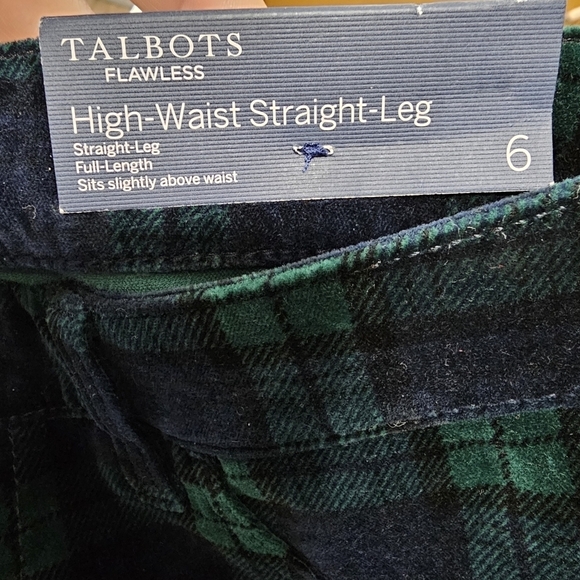 TALBOTS
FLAWLESS
High-Waist Straight-Leg
Straight-Leg
Full-Length
Sits slightly above waist
6